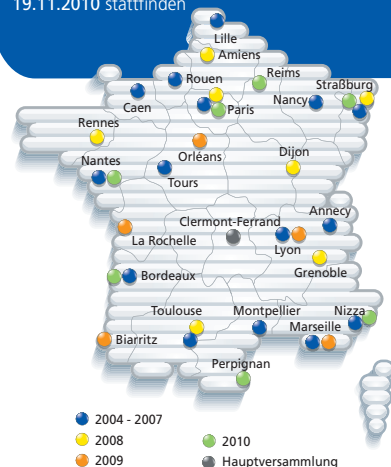 19.11.2010 stattfinden
Lille
Amiens
Rouen
Reims
Straßburg
Caen
Paris
Nancy
Rennes
Orléans
Dijon
Nantes
Tours
Clermont-Ferrand
Annecy
La Rochelle
Lyon
Grenoble
Bordeaux
Toulouse
Montpellier
Nizza
Marseille
Biarritz
Perpignan
2004 - 2007
2008
2010
2009
Hauptversammlung